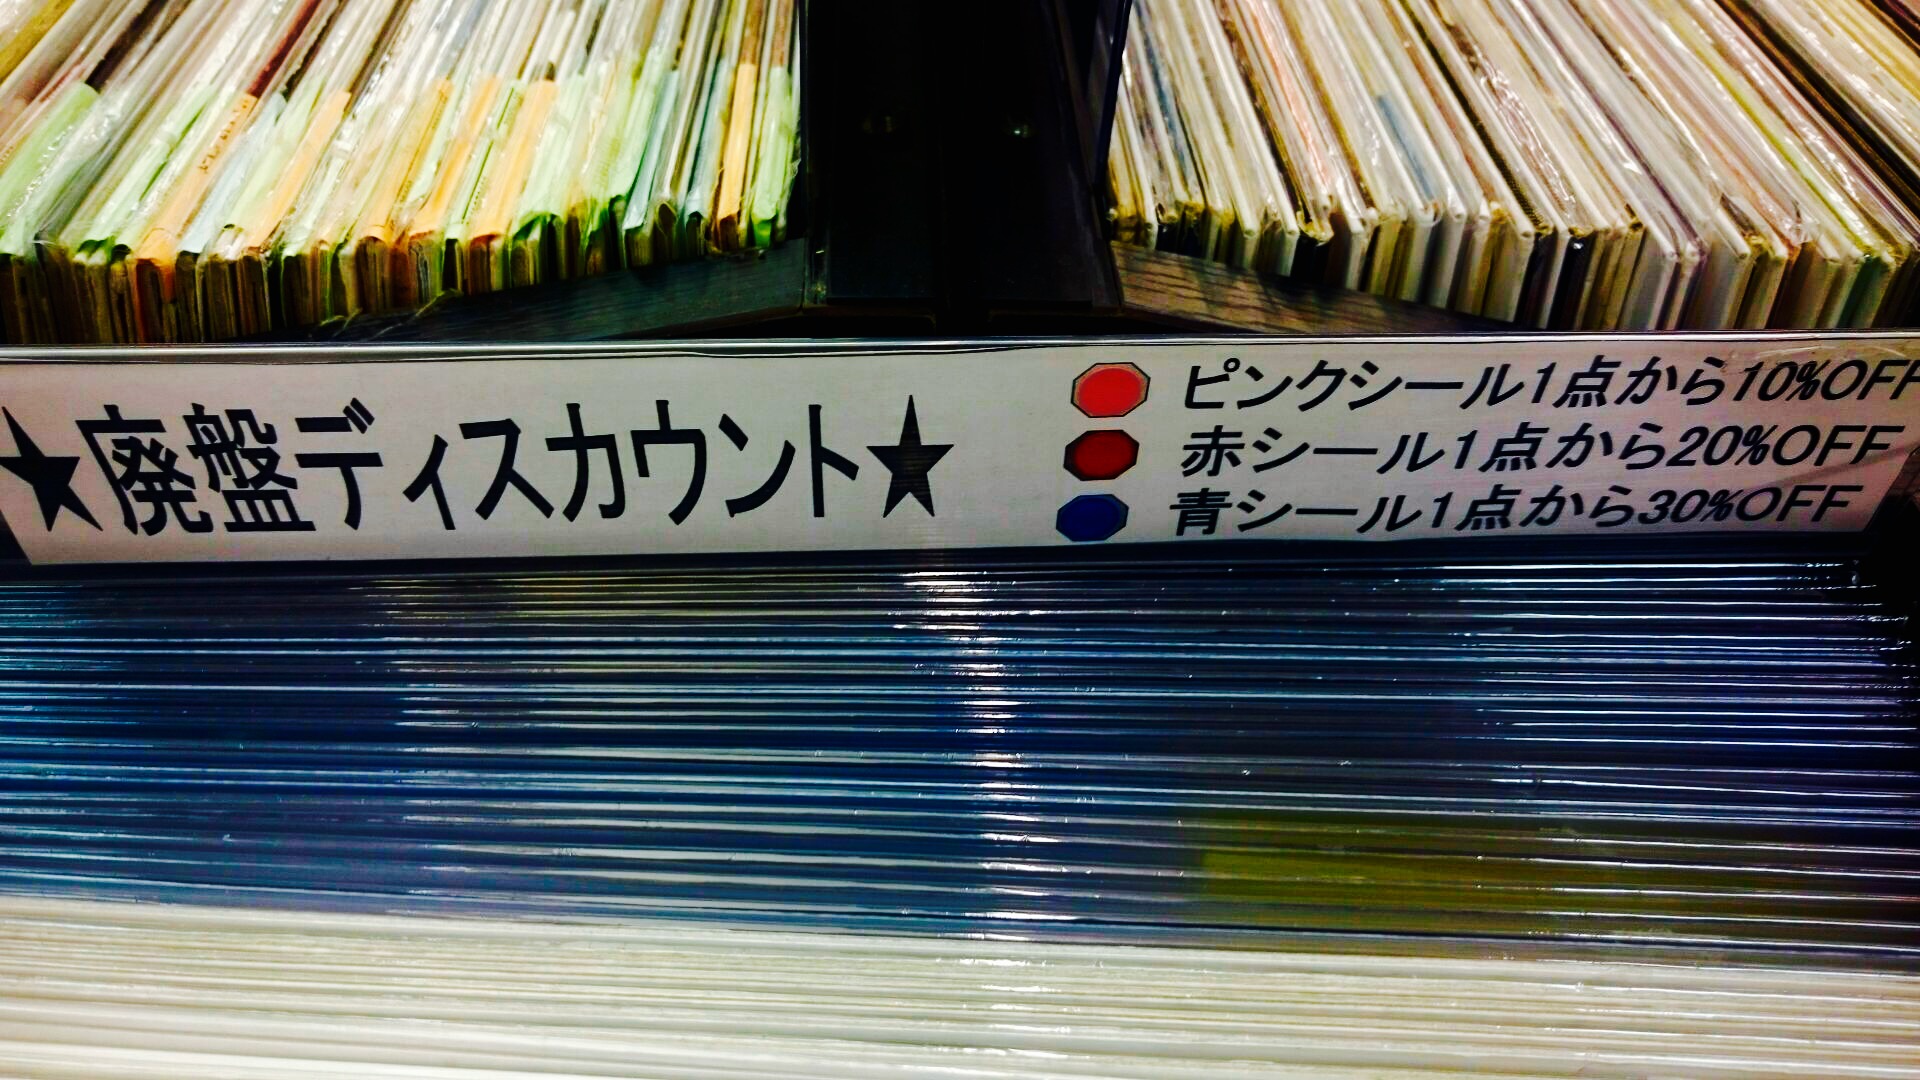 ★廃盤ディスカウント★
ピンクシール1点から10%OFF
赤シール1点から20%OFF
青シール1点から30%OFF